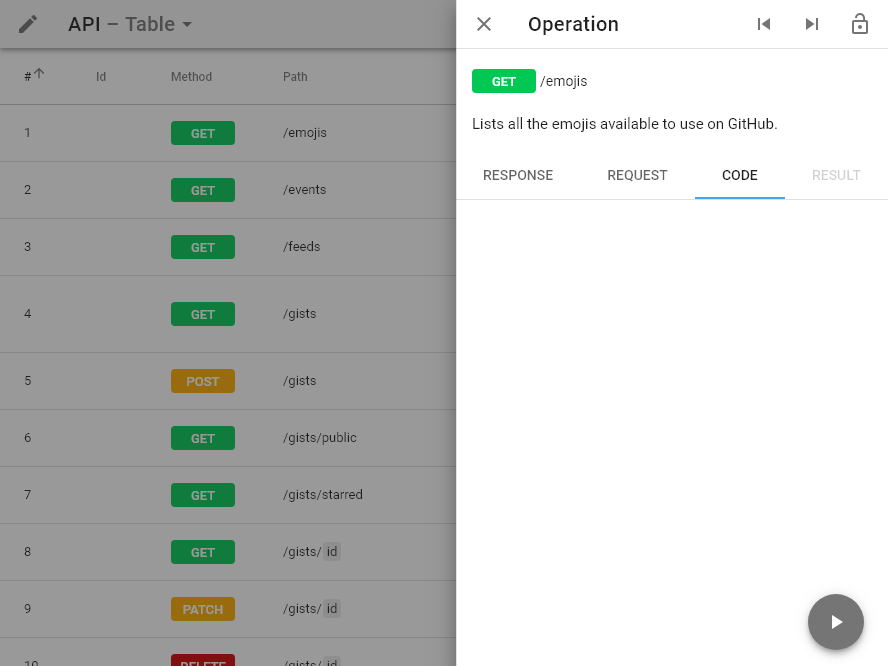 API – Table
# Id Method Path
1 GET /emojis
2 GET /events
3 GET /feeds
4 GET /gists
5 POST /gists
6 GET /gists/public
7 GET /gists/starred
8 GET /gists/ id
9 PATCH /gists/ id
10 DELETE /gists/ id
Operation
GET /emojis
Lists all the emojis available to use on GitHub.
RESPONSE REQUEST CODE RESULT